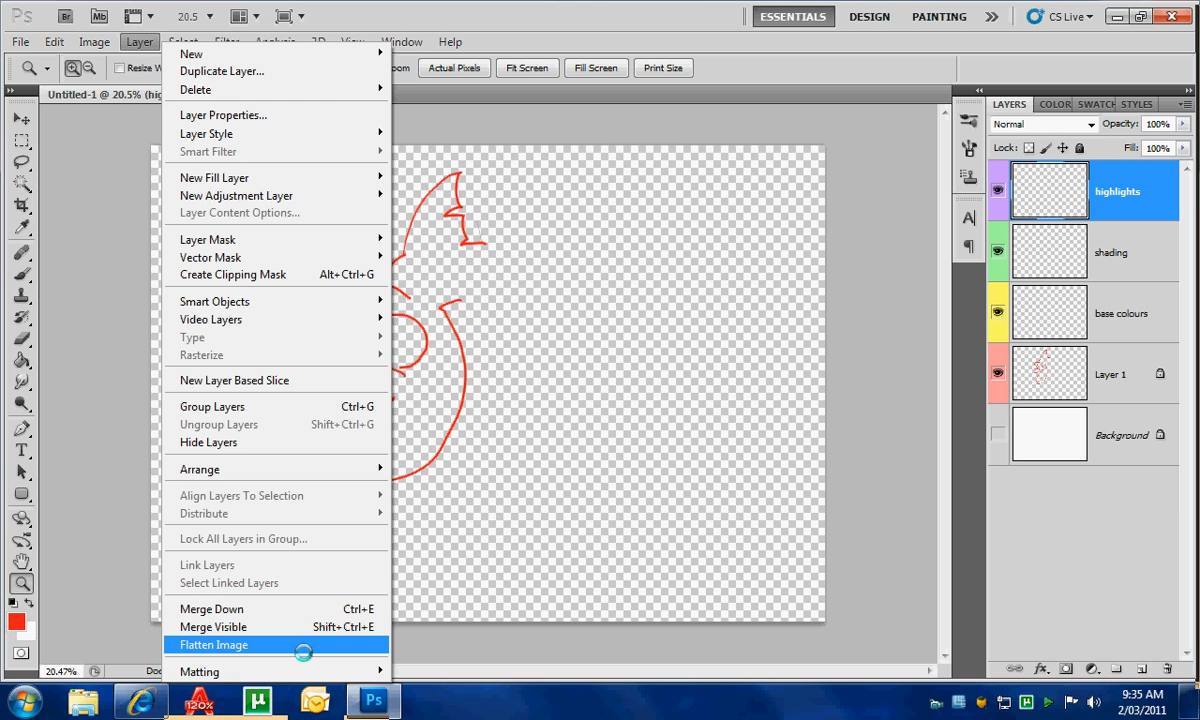 Ps Br Mb 20.5 ESSENTIALS DESIGN PAINTING CS Live
File Edit Image Layer Select Filter Analysis 3D View Window Help
Resize W
Actual Pixels Fit Screen Fill Screen Print Size
Untitled-1 @ 20.5% (hig
New
Duplicate Layer...
Delete
Layer Properties...
Layer Style
Smart Filter
New Fill Layer
New Adjustment Layer
Layer Content Options...
Layer Mask
Vector Mask
Create Clipping Mask Alt+Ctrl+G
Smart Objects
Video Layers
Type
Rasterize
New Layer Based Slice
Group Layers Ctrl+G
Ungroup Layers Shift+Ctrl+G
Hide Layers
Arrange
Align Layers To Selection
Distribute
Lock All Layers in Group...
Link Layers
Select Linked Layers
Merge Down Ctrl+E
Merge Visible Shift+Ctrl+E
Flatten Image
Matting
LAYERS COLOR SWATCH STYLES
Normal Opacity: 100%
Lock: Fill: 100%
highlights
shading
base colours
Layer 1
Background
20.47% Doc
120%
Ps
9:35 AM
2/03/2011